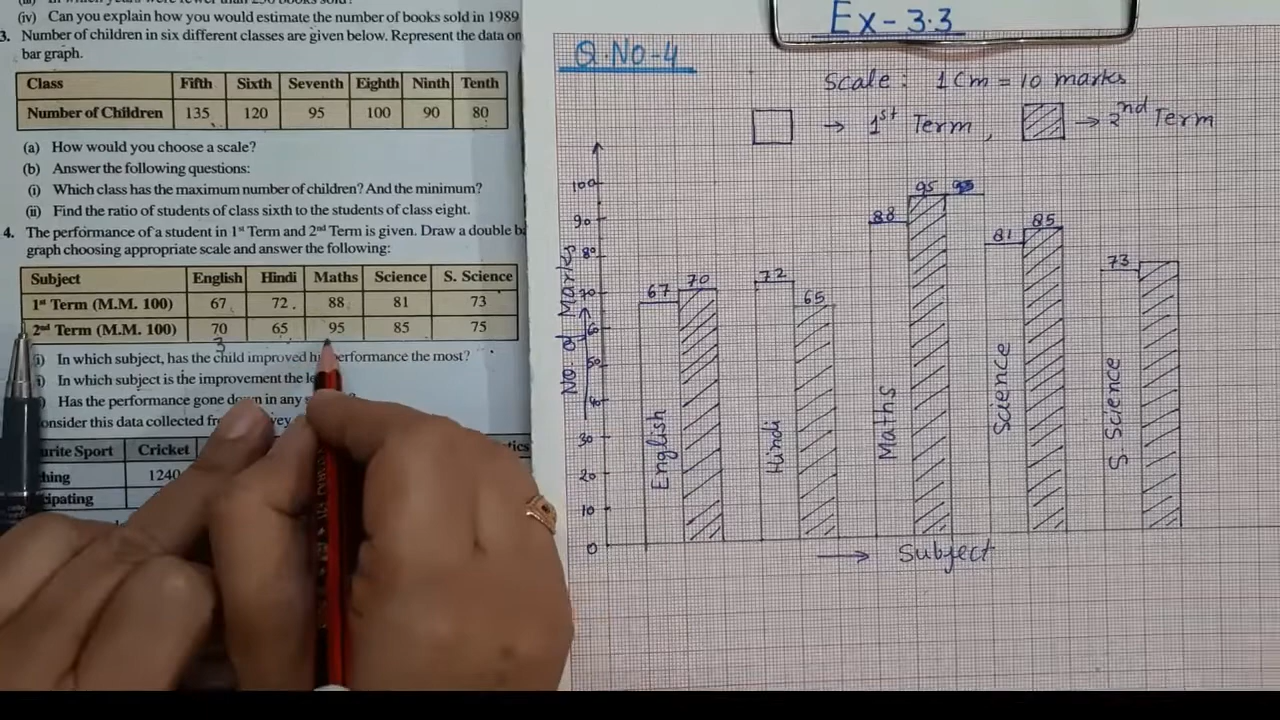 (iv) Can you explain how you would estimate the number of books sold in 1989
3. Number of children in six different classes are given below. Represent the data on
bar graph.
Class Fifth Sixth Seventh Eighth Ninth Tenth
Number of Children 135 120 95 100 90 80
(a) How would you choose a scale?
(b) Answer the following questions:
(i) Which class has the maximum number of children? And the minimum?
(ii) Find the ratio of students of class sixth to the students of class eight.
4. The performance of a student in 1st Term and 2nd Term is given. Draw a double
graph choosing appropriate scale and answer the following:
Subject English Hindi Maths Science S. Science
1st Term (M.M. 100) 67 72 88 81 73
2nd Term (M.M. 100) 70 65 95 85 75
3
In which subject, has the child improved performance the most?
In which subject is the improvement the
Has the performance gone down in any
onsider this data collected
urite Sport Cricket
hing 1240
ipating
Ex-3.3
Q.NO-4
Scale: 1Cm = 10 marks
→ 1st Term, → 2nd Term
100
90
80
70
60
50
40
30
20
10
0
No. of Marks
67 70
72 65
88 95
81 85
73
English
Hindi
Maths
Science
S Science
→ Subject